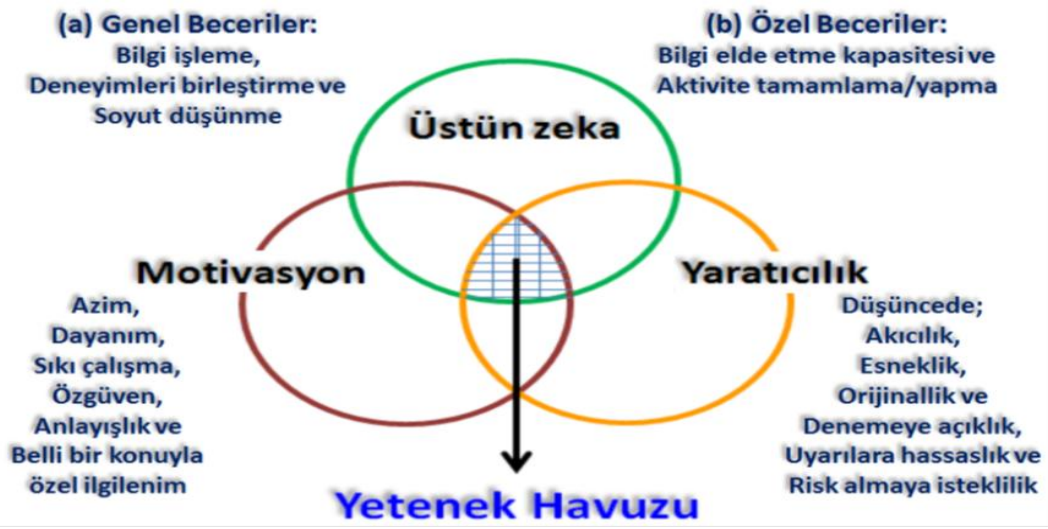 (a) Genel Beceriler:
Bilgi işleme,
Deneyimleri birleştirme ve
Soyut düşünme
(b) Özel Beceriler:
Bilgi elde etme kapasitesi ve
Aktivite tamamlama/yapma
Üstün zeka
Motivasyon
Azim,
Dayanım,
Sıkı çalışma,
Özgüven,
Anlayışlık ve
Belli bir konuyla
özel ilgilenim
Yaratıcılık
Düşüncede;
Akıcılık,
Esneklik,
Orijinallik ve
Denemeye açıklık,
Uyarılara hassaslık ve
Risk almaya isteklilik
Yetenek Havuzu